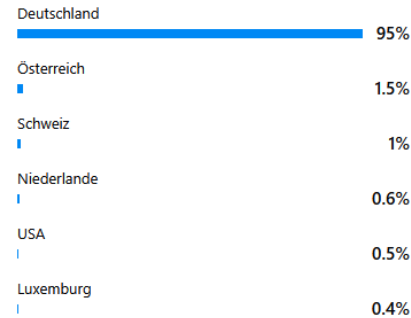 Deutschland
95%
Österreich
1.5%
Schweiz
1%
Niederlande
0.6%
USA
0.5%
Luxemburg
0.4%